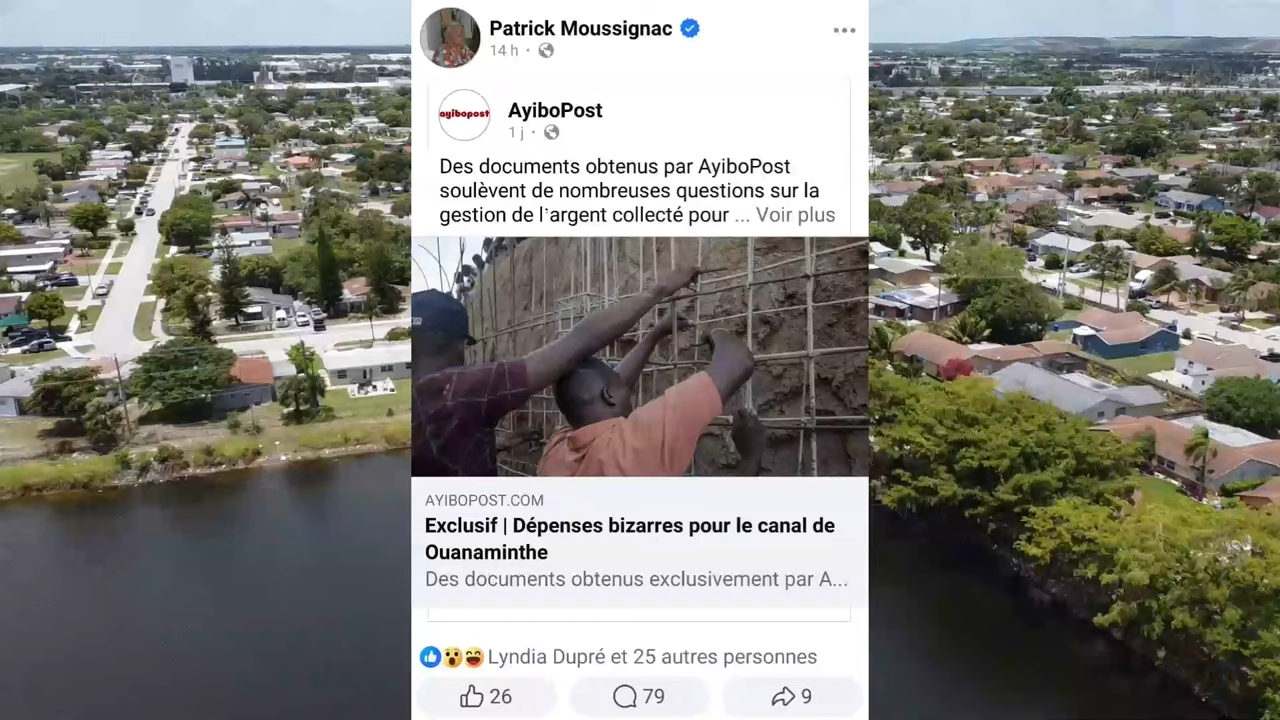 Patrick Moussignac
14 h ·
ayibopost
AyiboPost
1 j ·
Des documents obtenus par AyiboPost
soulèvent de nombreuses questions sur la
gestion de l'argent collecté pour ... Voir plus
AYIBOPOST.COM
Exclusif | Dépenses bizarres pour le canal de
Ouanaminthe
Des documents obtenus exclusivement par A...
Lyndia Dupré et 25 autres personnes
26
79
9